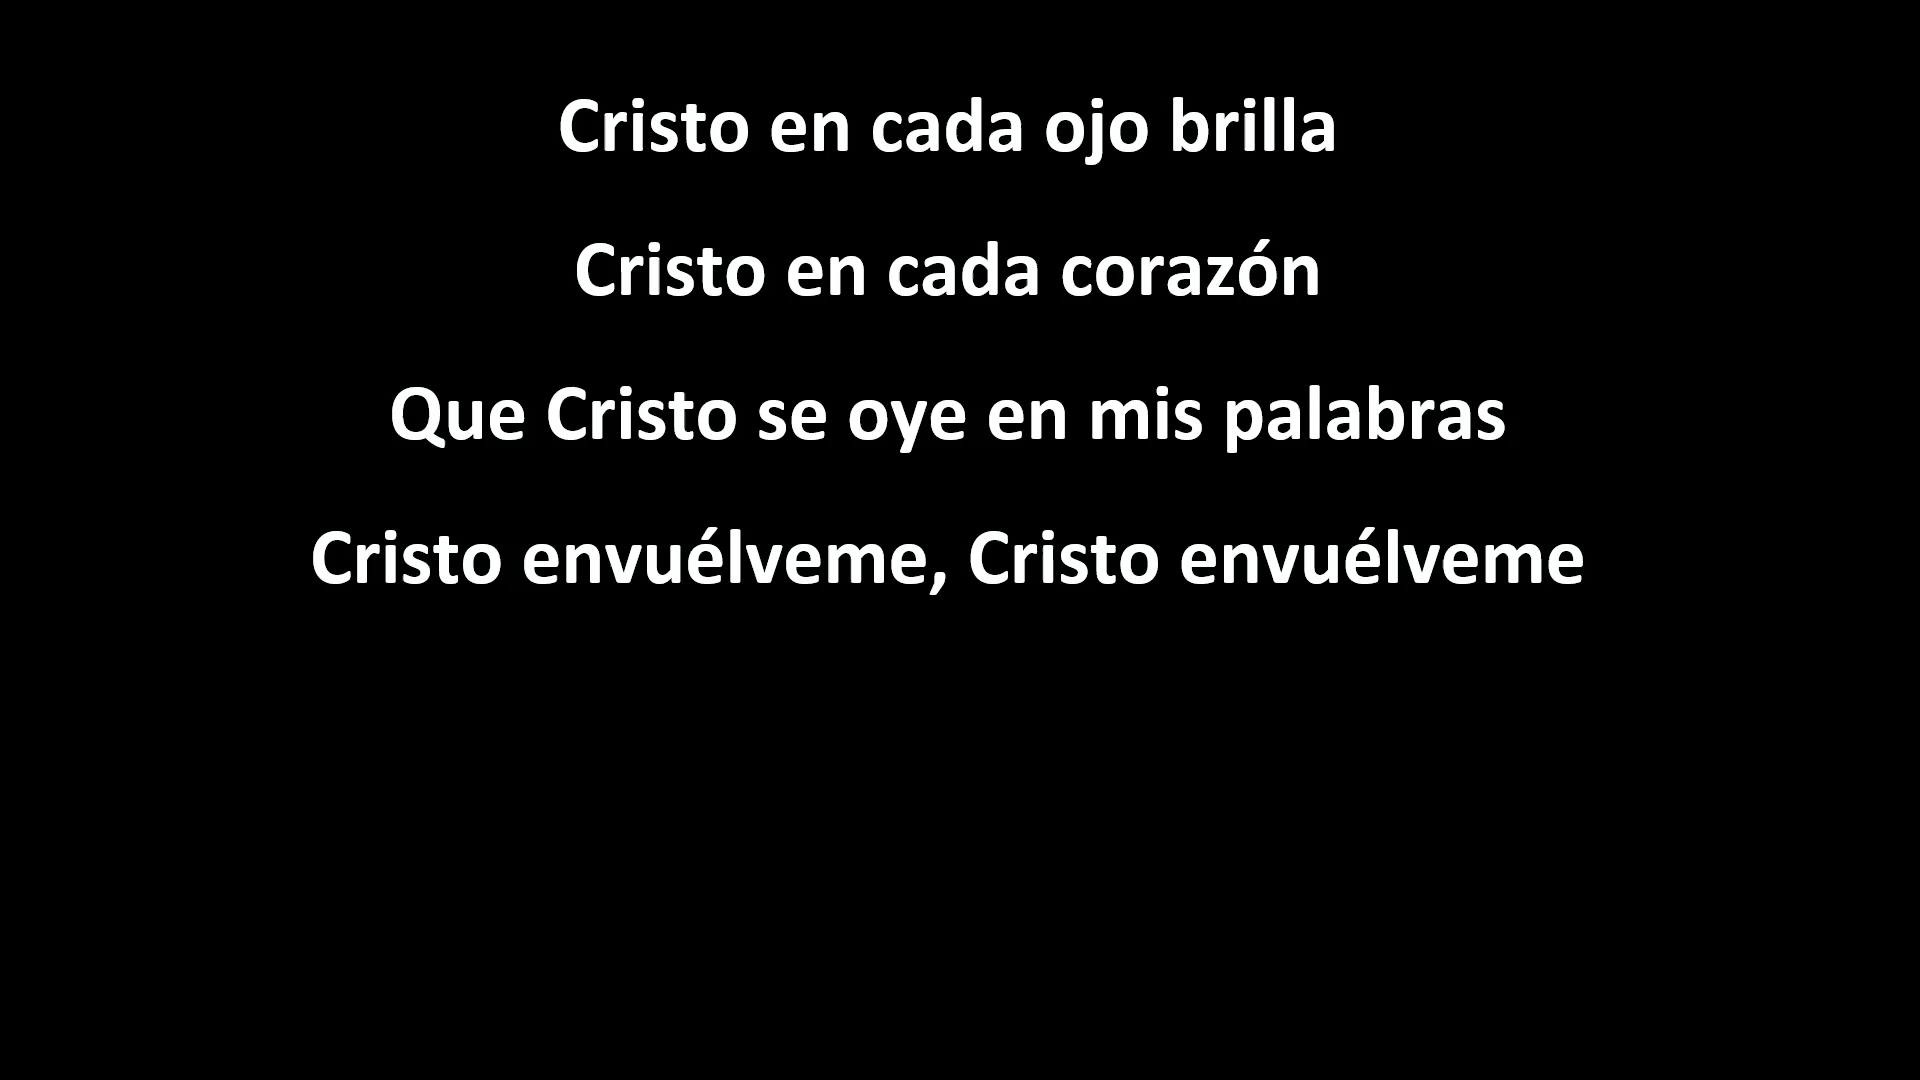 Cristo en cada ojo brilla
Cristo en cada corazón
Que Cristo se oye en mis palabras
Cristo envuélveme, Cristo envuélveme